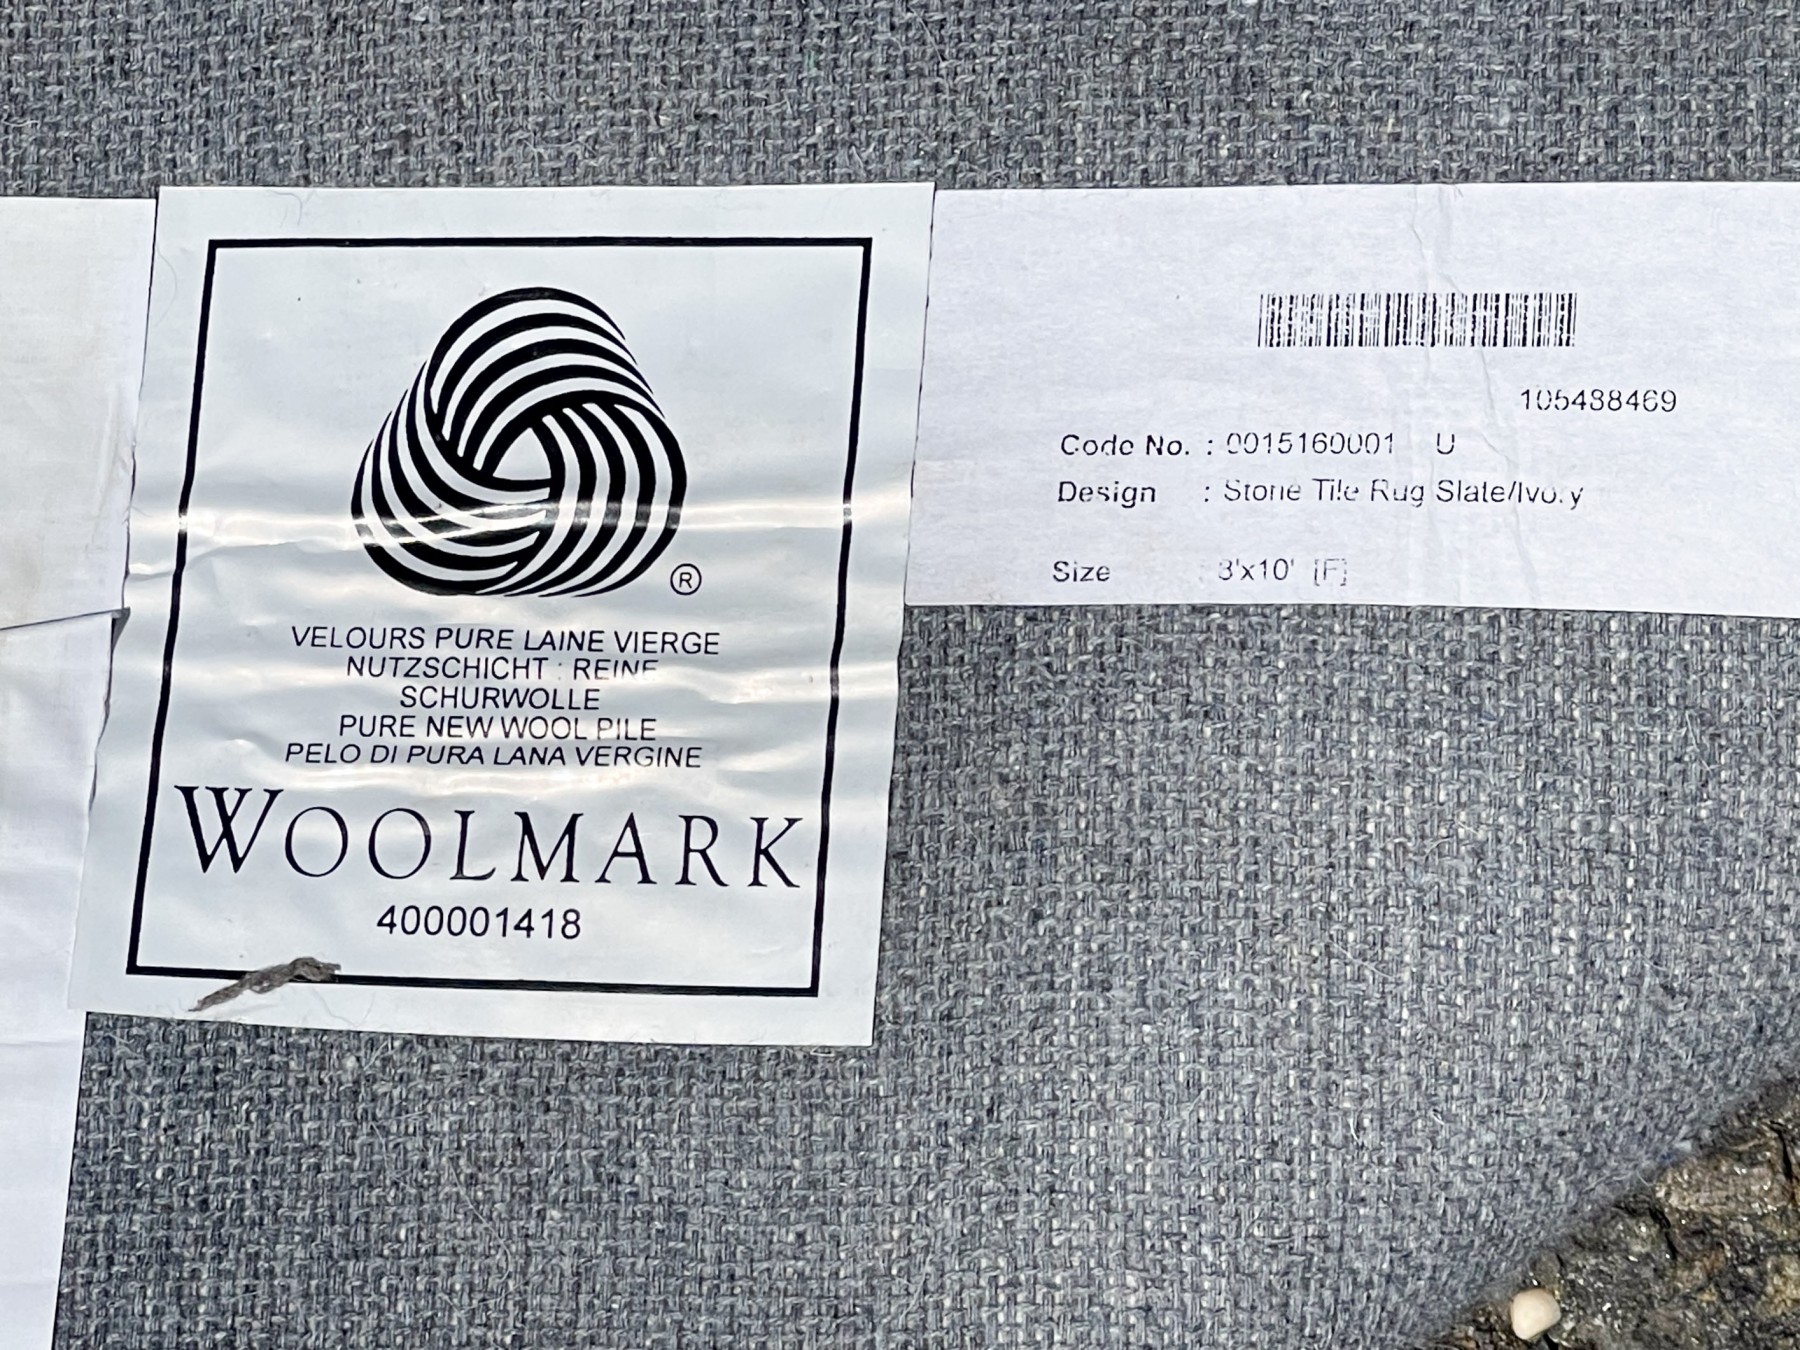 ®
VELOURS PURE LAINE VIERGE
NUTZSCHICHT : REINE
SCHURWOLLE
PURE NEW WOOL PILE
PELO DI PURA LANA VERGINE
WOOLMARK
400001418
105438469
Code No. : 0015160001 U
Design : Stone Tile Rug Slate/Ivory
Size : 8'x10' [F]